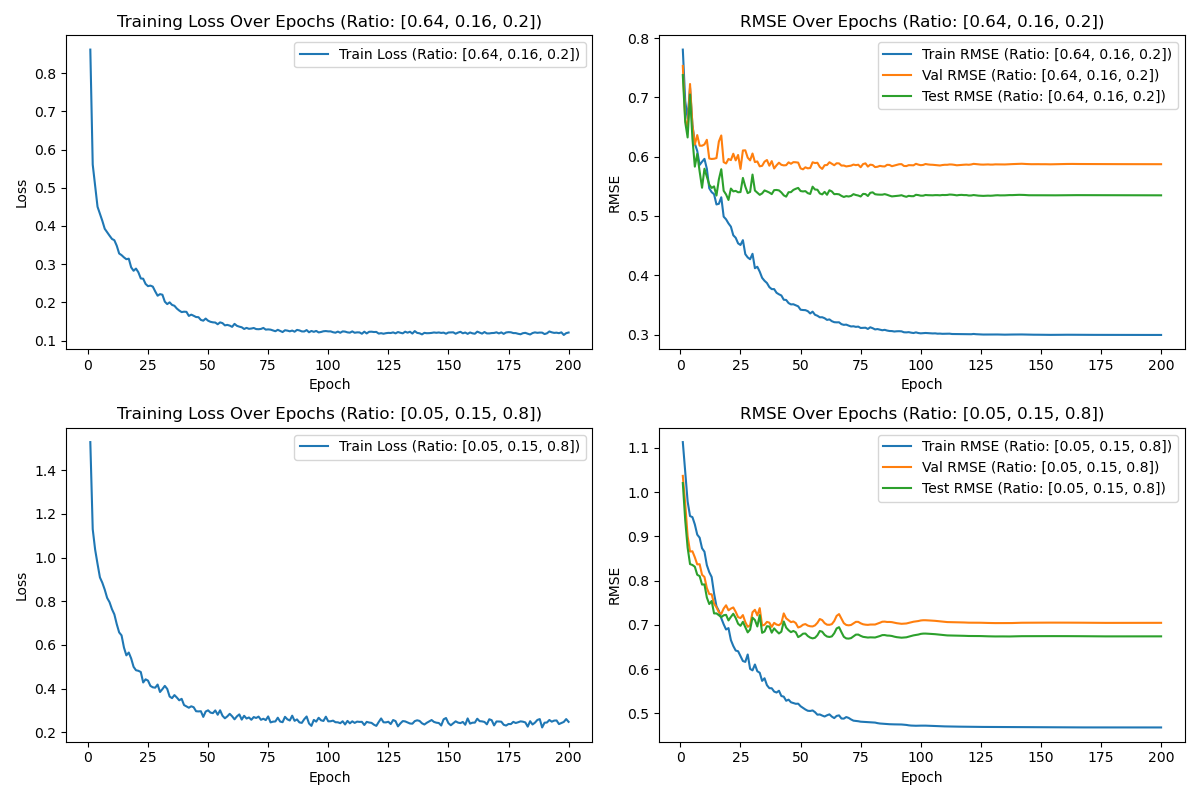 Training Loss Over Epochs (Ratio: [0.64, 0.16, 0.2])
Train Loss (Ratio: [0.64, 0.16, 0.2])
Loss
0.8
0.7
0.6
0.5
0.4
0.3
0.2
0.1
0 25 50 75 100 125 150 175 200
Epoch
RMSE Over Epochs (Ratio: [0.64, 0.16, 0.2])
Train RMSE (Ratio: [0.64, 0.16, 0.2])
Val RMSE (Ratio: [0.64, 0.16, 0.2])
Test RMSE (Ratio: [0.64, 0.16, 0.2])
RMSE
0.8
0.7
0.6
0.5
0.4
0.3
0 25 50 75 100 125 150 175 200
Epoch
Training Loss Over Epochs (Ratio: [0.05, 0.15, 0.8])
Train Loss (Ratio: [0.05, 0.15, 0.8])
Loss
1.4
1.2
1.0
0.8
0.6
0.4
0.2
0 25 50 75 100 125 150 175 200
Epoch
RMSE Over Epochs (Ratio: [0.05, 0.15, 0.8])
Train RMSE (Ratio: [0.05, 0.15, 0.8])
Val RMSE (Ratio: [0.05, 0.15, 0.8])
Test RMSE (Ratio: [0.05, 0.15, 0.8])
RMSE
1.1
1.0
0.9
0.8
0.7
0.6
0.5
0 25 50 75 100 125 150 175 200
Epoch